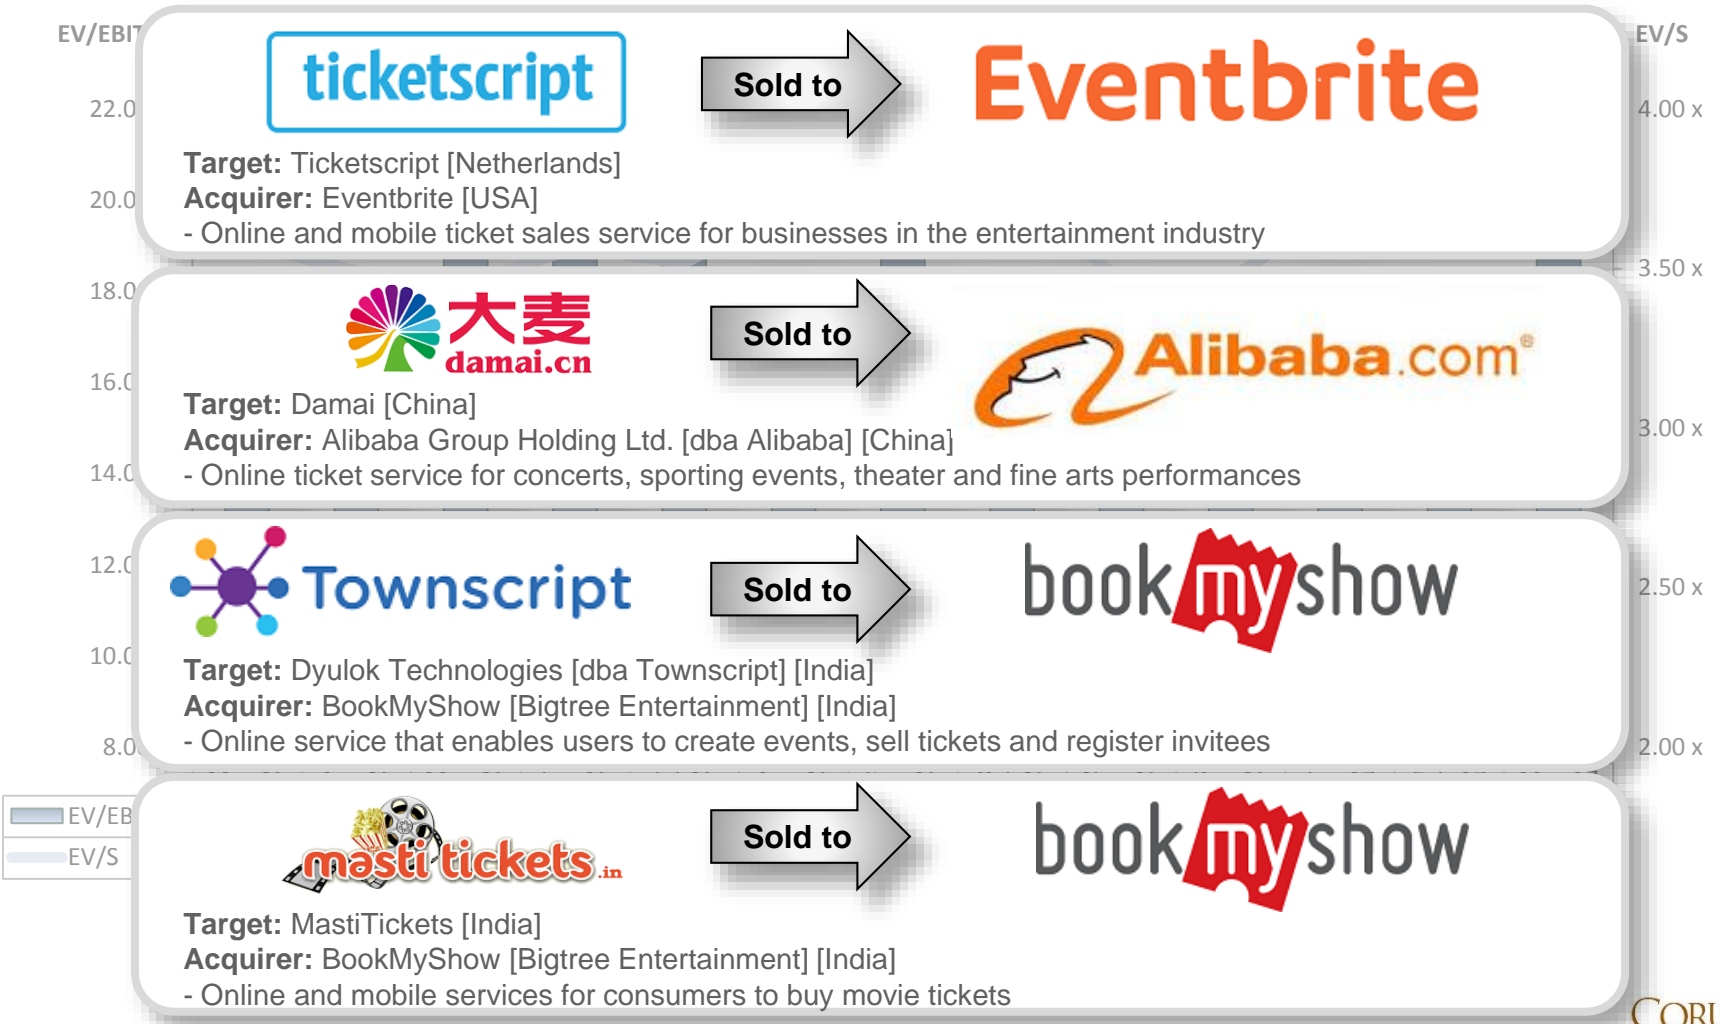 EV/EBIT
EV/S
ticketscript
Sold to
Eventbrite
22.0
4.00 x
Target: Ticketscript [Netherlands]
20.0
Acquirer: Eventbrite [USA]
- Online and mobile ticket sales service for businesses in the entertainment industry
3.50 x
18.0
大麦
damai.cn
Sold to
Alibaba.com®
16.0
Target: Damai [China]
Acquirer: Alibaba Group Holding Ltd. [dba Alibaba] [China]
3.00 x
14.0
- Online ticket service for concerts, sporting events, theater and fine arts performances
12.0
Townscript
Sold to
bookmyshow
2.50 x
10.0
Target: Dyulok Technologies [dba Townscript] [India]
Acquirer: BookMyShow [Bigtree Entertainment] [India]
8.0
- Online service that enables users to create events, sell tickets and register invitees
2.00 x
EV/EB
EV/S
masti tickets.in
Sold to
bookmyshow
Target: MastiTickets [India]
Acquirer: BookMyShow [Bigtree Entertainment] [India]
- Online and mobile services for consumers to buy movie tickets